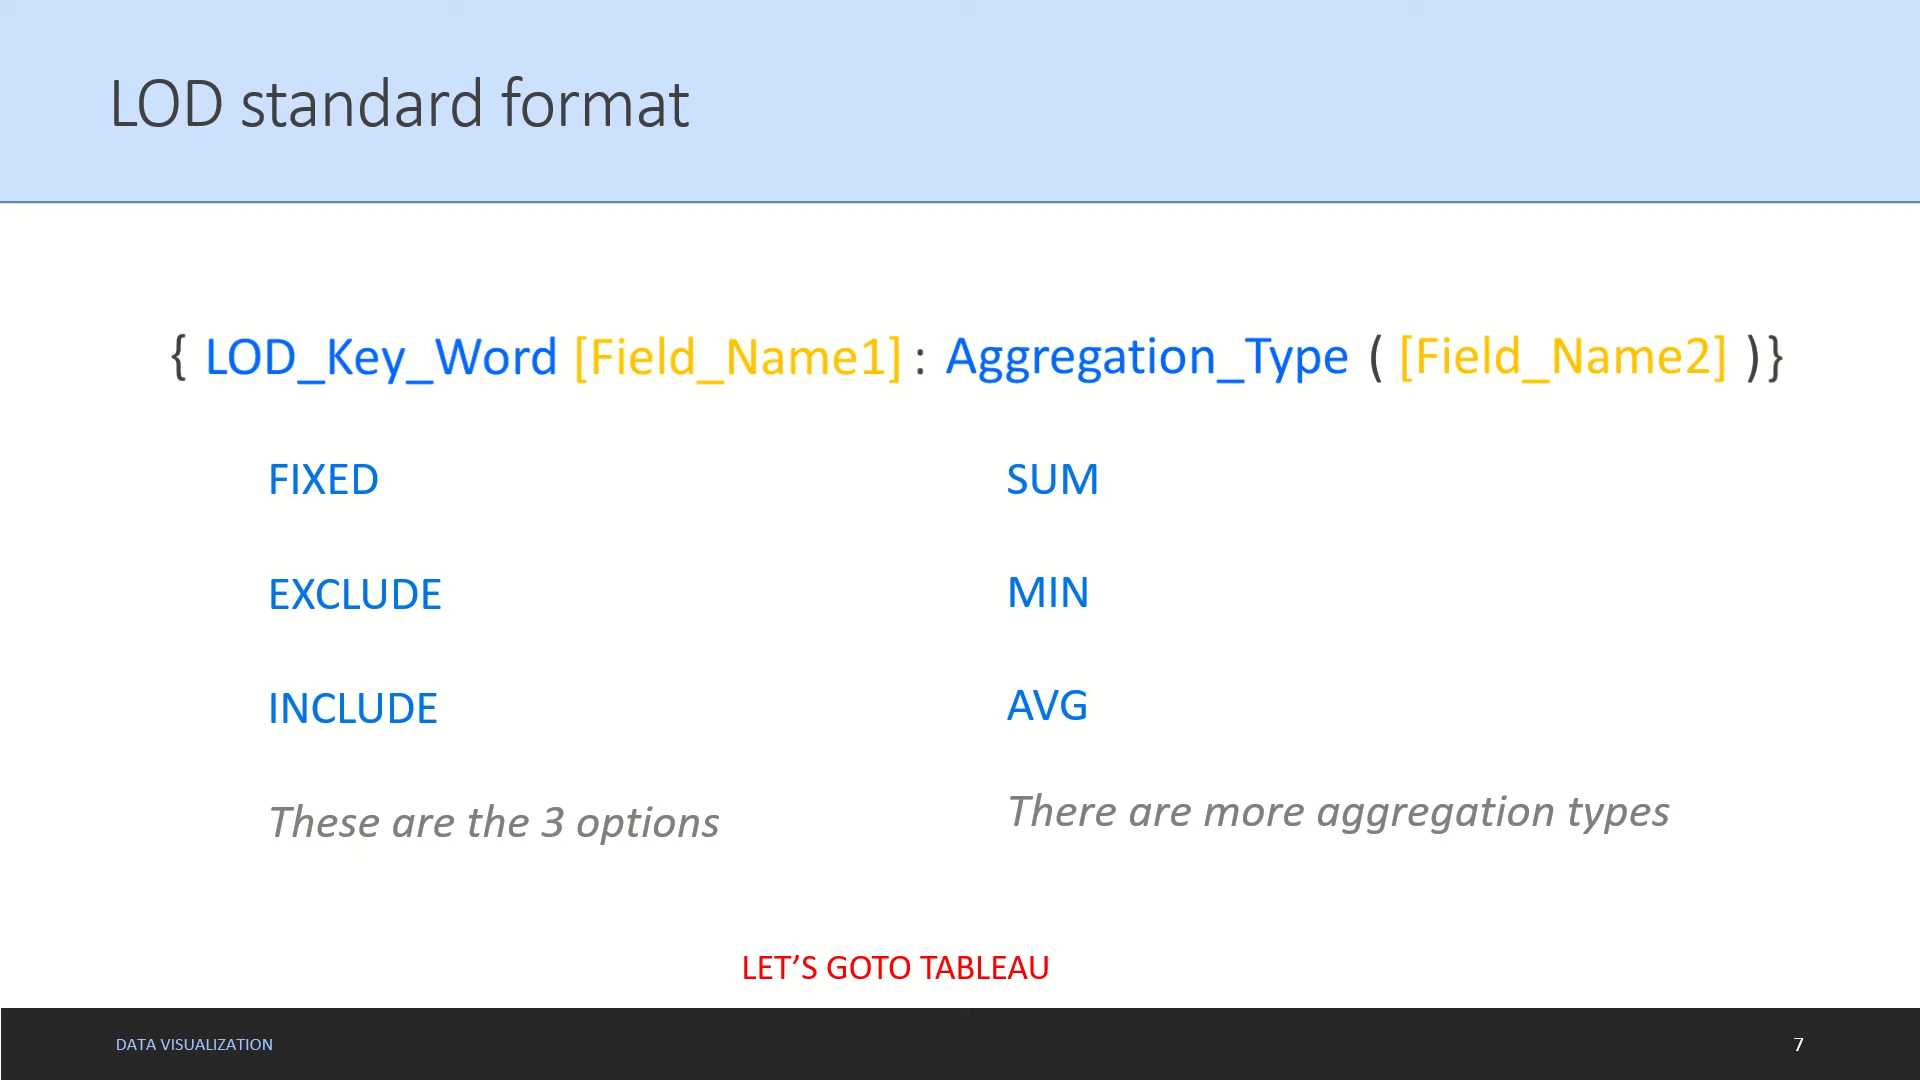 LOD standard format
{ LOD_Key_Word [Field_Name1] : Aggregation_Type ( [Field_Name2] )}
FIXED
EXCLUDE
INCLUDE
These are the 3 options
SUM
MIN
AVG
There are more aggregation types
LET’S GOTO TABLEAU
DATA VISUALIZATION
7